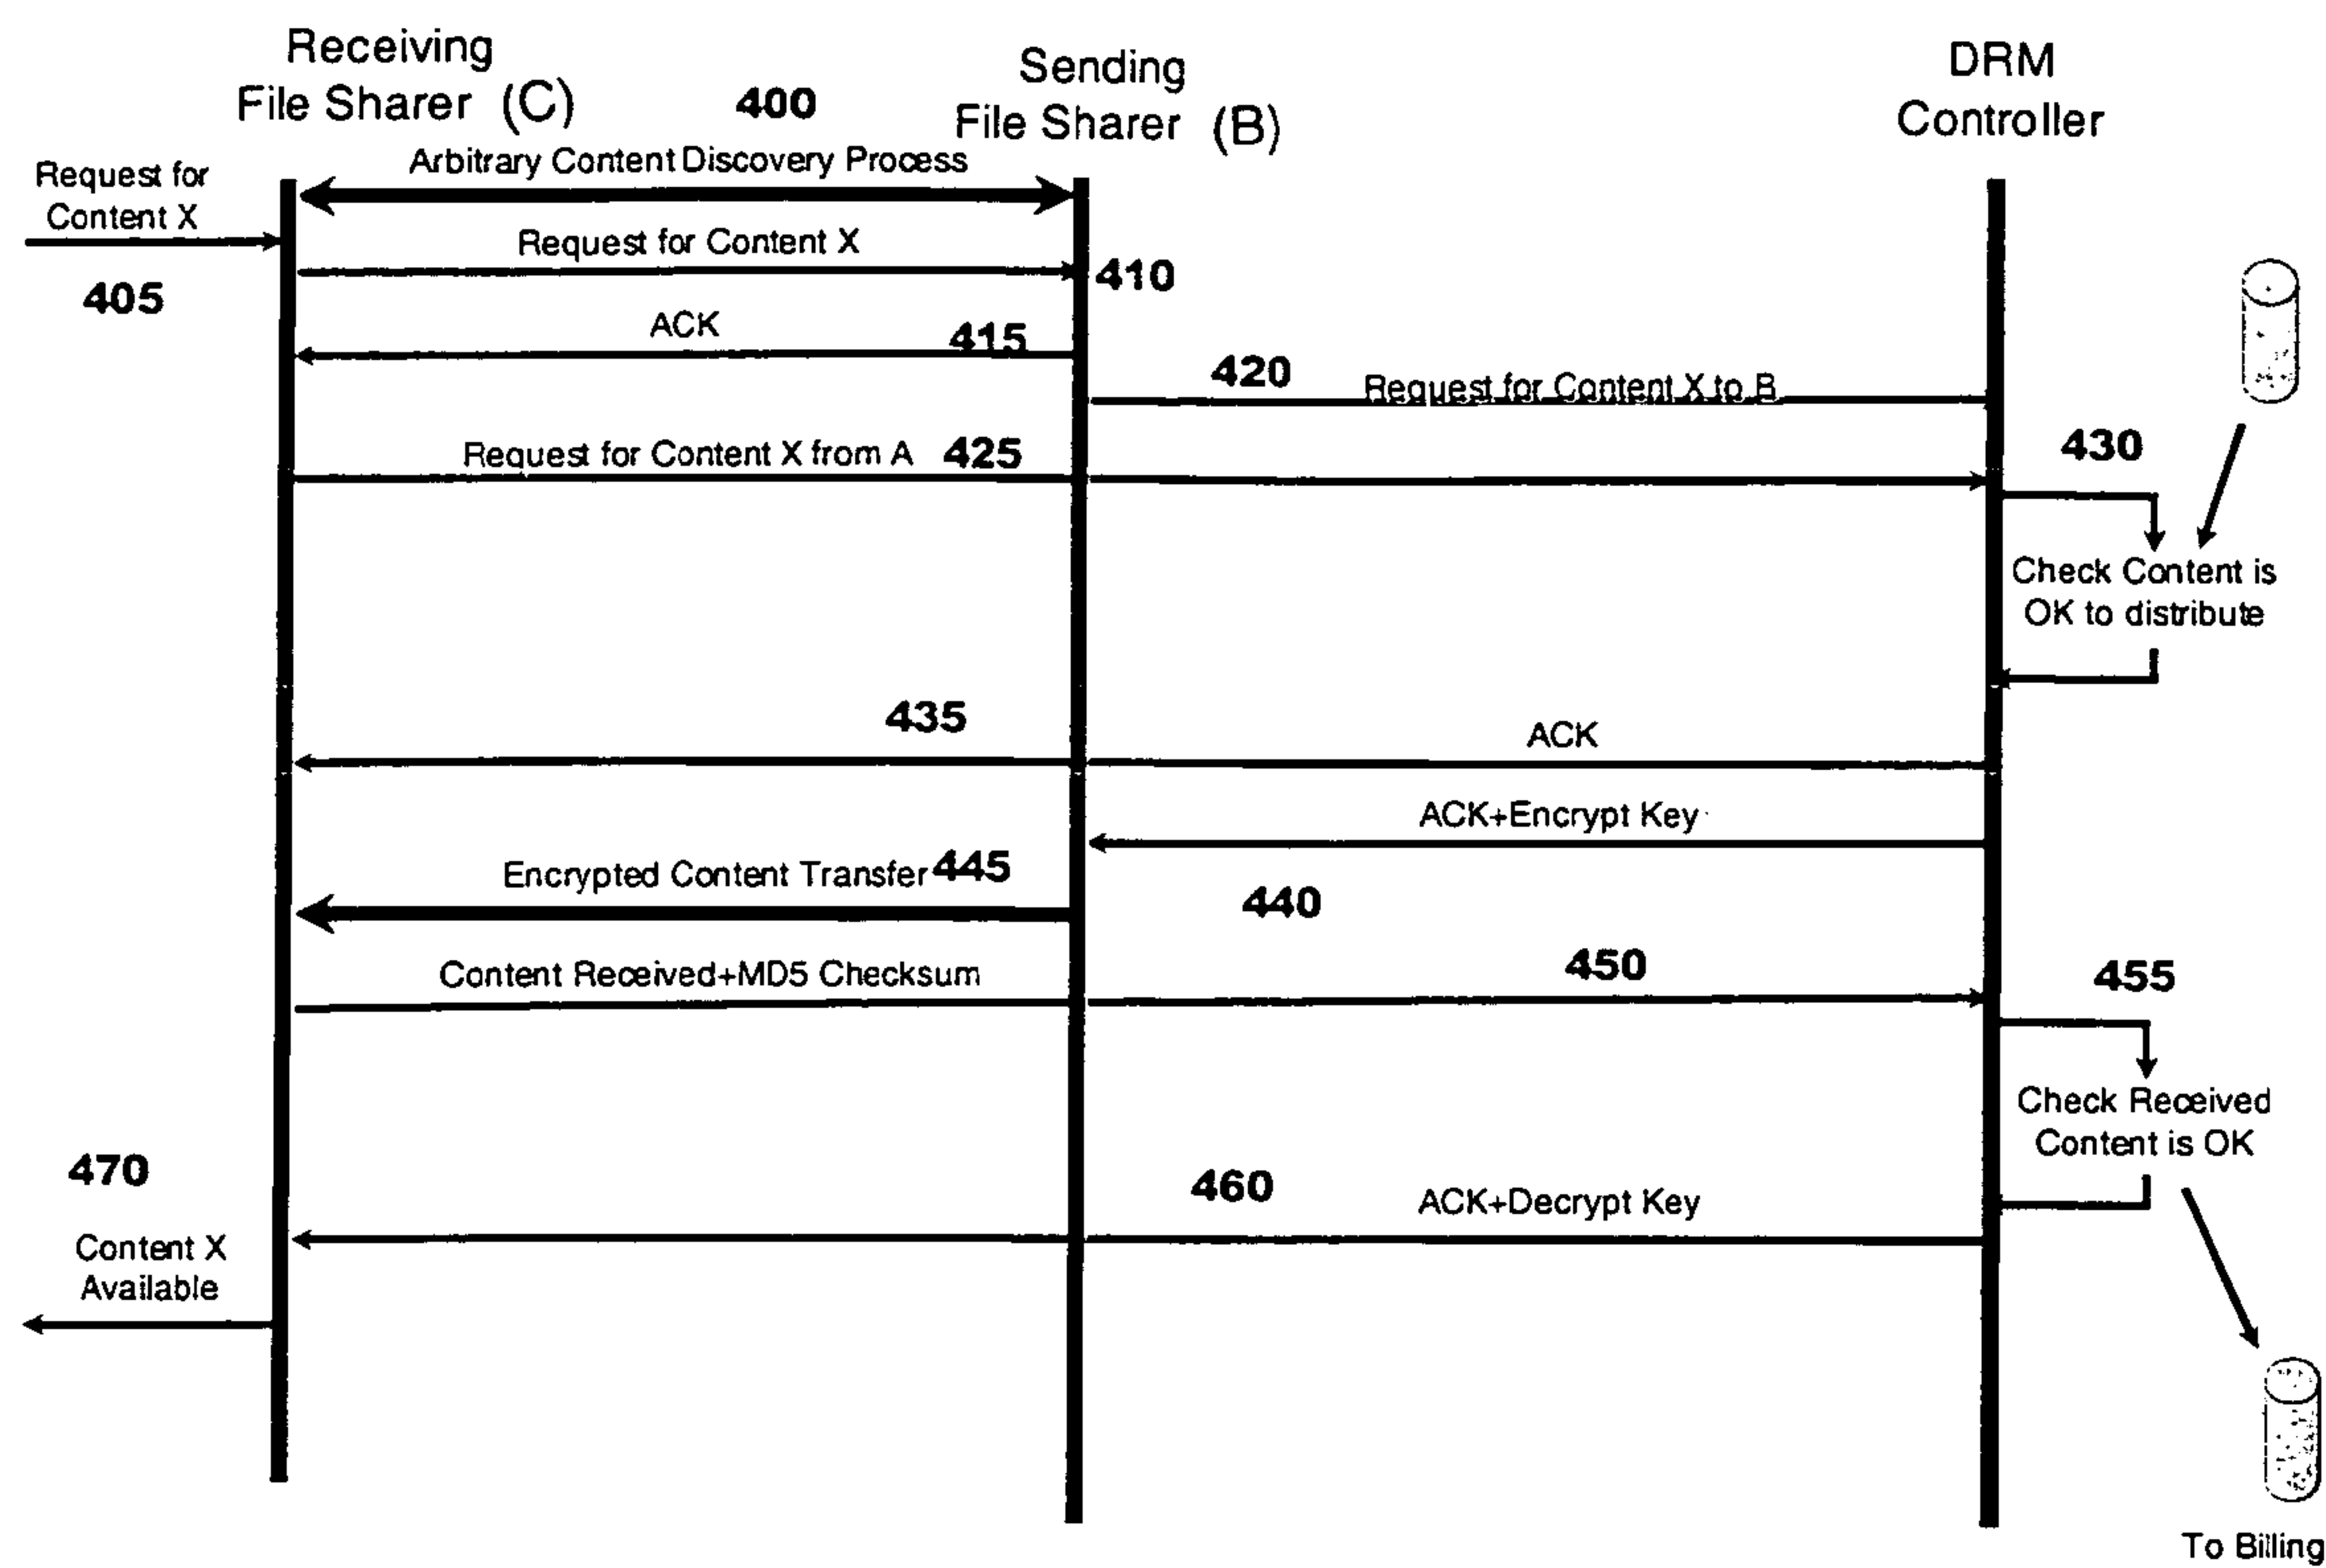 Receiving
File Sharer (C)
400
Sending
File Sharer (B)
DRM
Controller
Arbitrary Content Discovery Process
Request for
Content X
405
Request for Content X
410
ACK
415
420
Request for Content X to B
Request for Content X from A
425
430
Check Content is
OK to distribute
435
ACK
ACK+Encrypt Key
Encrypted Content Transfer
445
440
Content Received+MD5 Checksum
450
455
Check Received
Content is OK
470
460
ACK+Decrypt Key
Content X
Available
To Billing